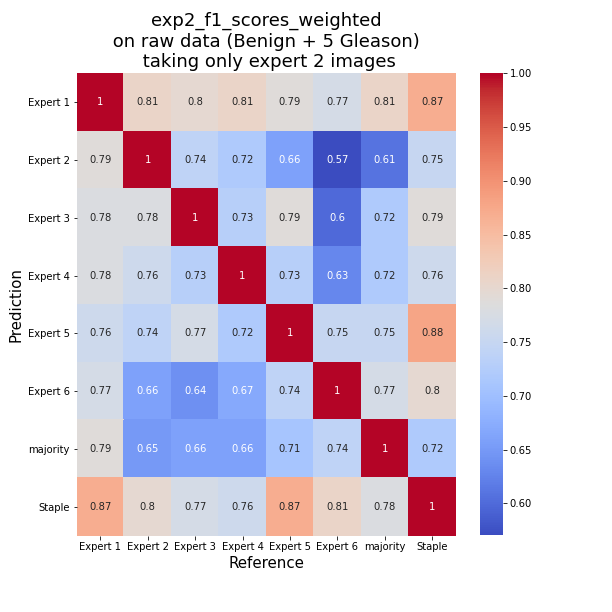 exp2_f1_scores_weighted
on raw data (Benign + 5 Gleason)
taking only expert 2 images
Prediction
Expert 1 1 0.81 0.8 0.81 0.79 0.77 0.81 0.87
Expert 2 0.79 1 0.74 0.72 0.66 0.57 0.61 0.75
Expert 3 0.78 0.78 1 0.73 0.79 0.6 0.72 0.79
Expert 4 0.78 0.76 0.73 1 0.73 0.63 0.72 0.76
Expert 5 0.76 0.74 0.77 0.72 1 0.75 0.75 0.88
Expert 6 0.77 0.66 0.64 0.67 0.74 1 0.77 0.8
majority 0.79 0.65 0.66 0.66 0.71 0.74 1 0.72
Staple 0.87 0.8 0.77 0.76 0.87 0.81 0.78 1
Expert 1 Expert 2 Expert 3 Expert 4 Expert 5 Expert 6 majority Staple
Reference
1.00
0.95
0.90
0.85
0.80
0.75
0.70
0.65
0.60